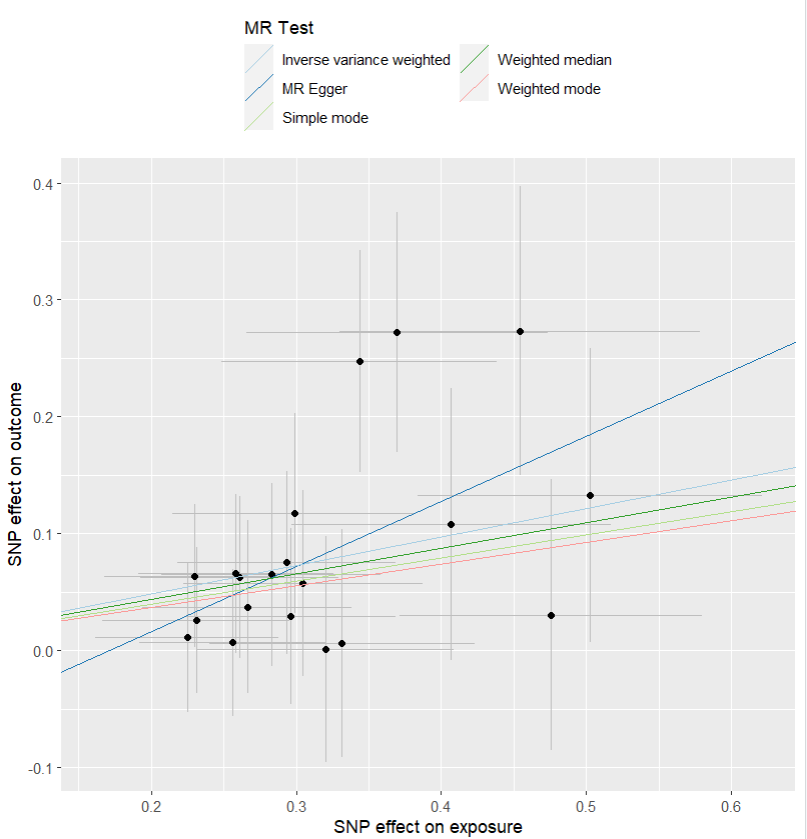 MR Test
Inverse variance weighted
Weighted median
MR Egger
Weighted mode
Simple mode
0.4
0.3
0.2
0.1
0.0
-0.1
SNP effect on outcome
0.2
0.3
0.4
0.5
0.6
SNP effect on exposure